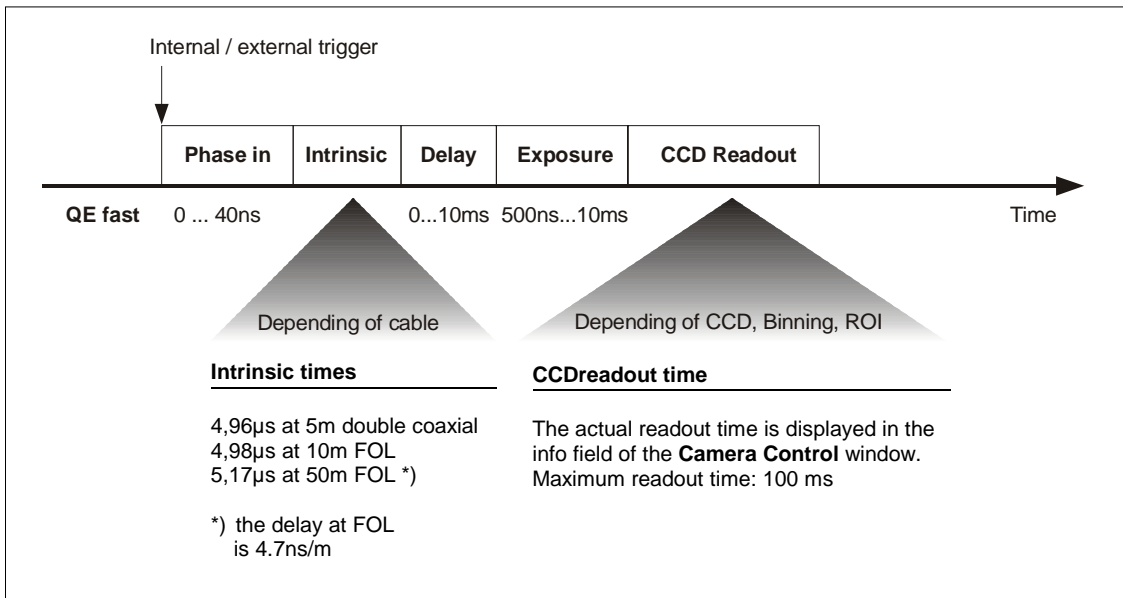 Internal / external trigger
Phase in Intrinsic Delay Exposure CCD Readout
QE fast 0 ... 40ns 0...10ms 500ns...10ms Time
Depending of cable
Depending of CCD, Binning, ROI
Intrinsic times
4,96µs at 5m double coaxial
4,98µs at 10m FOL
5,17µs at 50m FOL *)
*) the delay at FOL
is 4.7ns/m
CCDreadout time
The actual readout time is displayed in the
info field of the Camera Control window.
Maximum readout time: 100 ms